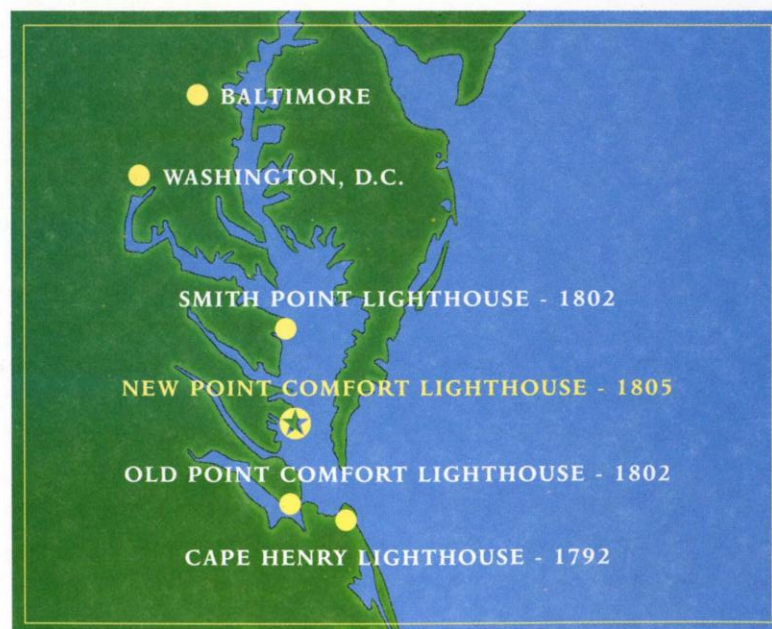 BALTIMORE
WASHINGTON, D.C.
SMITH POINT LIGHTHOUSE - 1802
NEW POINT COMFORT LIGHTHOUSE - 1805
OLD POINT COMFORT LIGHTHOUSE - 1802
CAPE HENRY LIGHTHOUSE - 1792